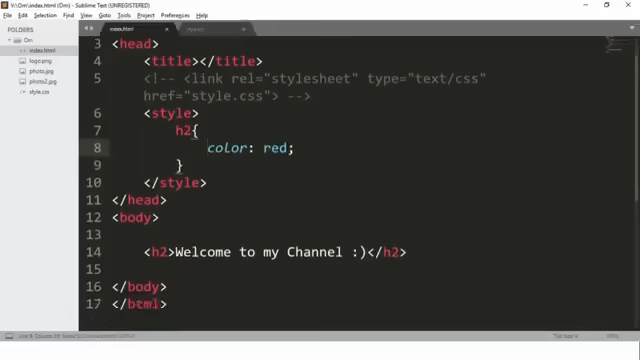 V:\Om\index.html (Om) - Sublime Text (UNREGISTERED)
File Edit Selection Find View Goto Tools Project Preferences Help
FOLDERS
Om
index.html
logo.png
photo.jpg
photo2.jpg
style.css
index.html
style.css
3 <head>
4 <title></title>
5 <!-- <link rel="stylesheet" type="text/css"
href="style.css"> -->
6 <style>
7 h2{
8 color: red;
9 }
10 </style>
11 </head>
12 <body>
13
14 <h2>Welcome to my Channel :)</h2>
15
16 </body>
17 </html>